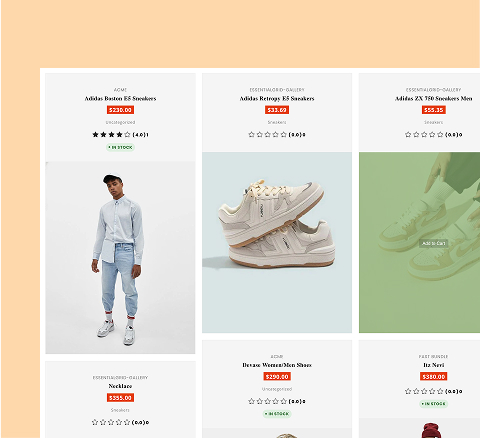 ACME
Adidas Boston E5 Sneakers
$230.00
Uncategorized
(4.0)1
• IN STOCK
ESSENTIALGRID-GALLERY
Necklace
$355.00
Sneakers
(0.0)0
ESSENTIALGRID-GALLERY
Adidas Retropy E5 Sneakers
$33.69
Sneakers
(0.0)0
ACME
Devase Women/Men Shoes
$290.00
Uncategorized
(0.0)0
• IN STOCK
ESSENTIALGRID-GALLERY
Adidas ZX 750 Sneakers Men
$55.35
Sneakers
(0.0)0
Add to Cart
FAST BUNDLE
Itz Nevi
$380.00
(0.0)0
• IN STOCK